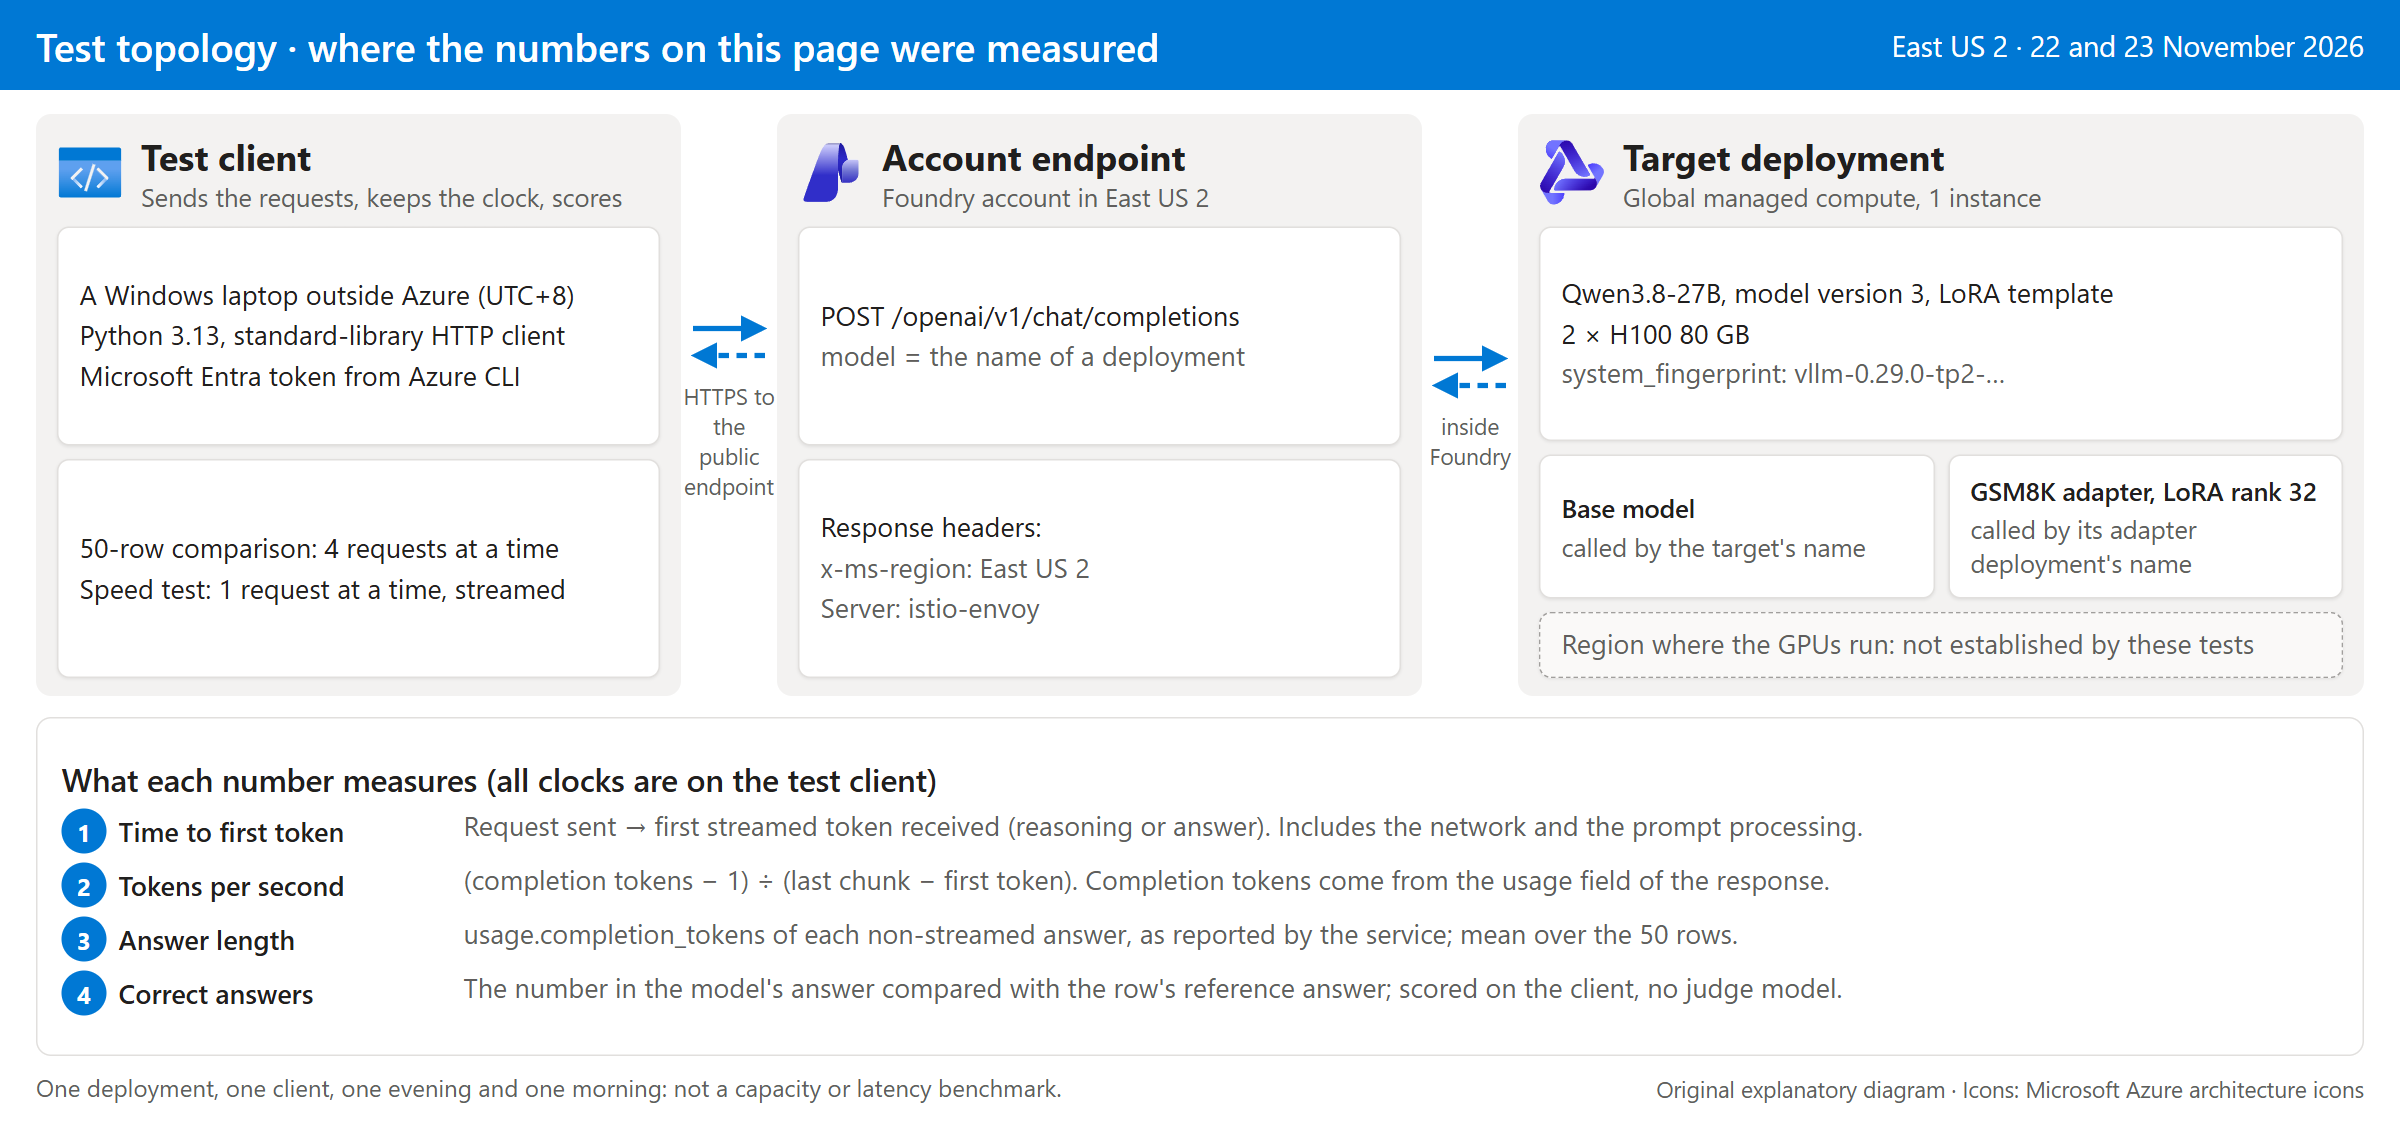 Test topology · where the numbers on this page were measured
East US 2 · 22 and 23 November 2026
Test client
Sends the requests, keeps the clock, scores
A Windows laptop outside Azure (UTC+8)
Python 3.13, standard-library HTTP client
Microsoft Entra token from Azure CLI
50-row comparison: 4 requests at a time
Speed test: 1 request at a time, streamed
HTTPS to
the
public
endpoint
Account endpoint
Foundry account in East US 2
POST /openai/v1/chat/completions
model = the name of a deployment
Response headers:
x-ms-region: East US 2
Server: istio-envoy
inside
Foundry
Target deployment
Global managed compute, 1 instance
Qwen3.8-27B, model version 3, LoRA template
2 × H100 80 GB
system_fingerprint: vllm-0.29.0-tp2-...
Base model
called by the target's name
GSM8K adapter, LoRA rank 32
called by its adapter
deployment's name
Region where the GPUs run: not established by these tests
What each number measures (all clocks are on the test client)
1 Time to first token
Request sent → first streamed token received (reasoning or answer). Includes the network and the prompt processing.
2 Tokens per second
(completion tokens − 1) ÷ (last chunk − first token). Completion tokens come from the usage field of the response.
3 Answer length
usage.completion_tokens of each non-streamed answer, as reported by the service; mean over the 50 rows.
4 Correct answers
The number in the model's answer compared with the row's reference answer; scored on the client, no judge model.
One deployment, one client, one evening and one morning: not a capacity or latency benchmark.
Original explanatory diagram · Icons: Microsoft Azure architecture icons